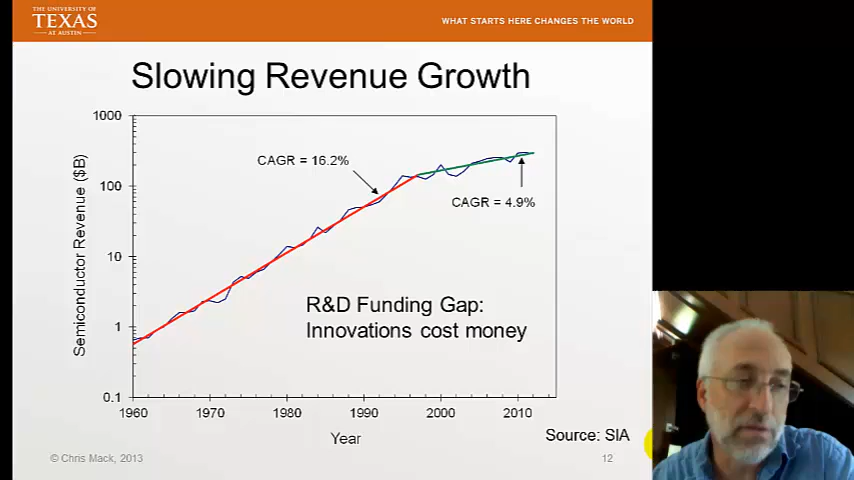 THE UNIVERSITY OF
TEXAS
AT AUSTIN
WHAT STARTS HERE CHANGES THE WORLD
Slowing Revenue Growth
1000
100
10
1
0.1
Semiconductor Revenue ($B)
CAGR = 16.2%
CAGR = 4.9%
R&D Funding Gap:
Innovations cost money
1960 1970 1980 1990 2000 2010
Year
Source: SIA
© Chris Mack, 2013
12